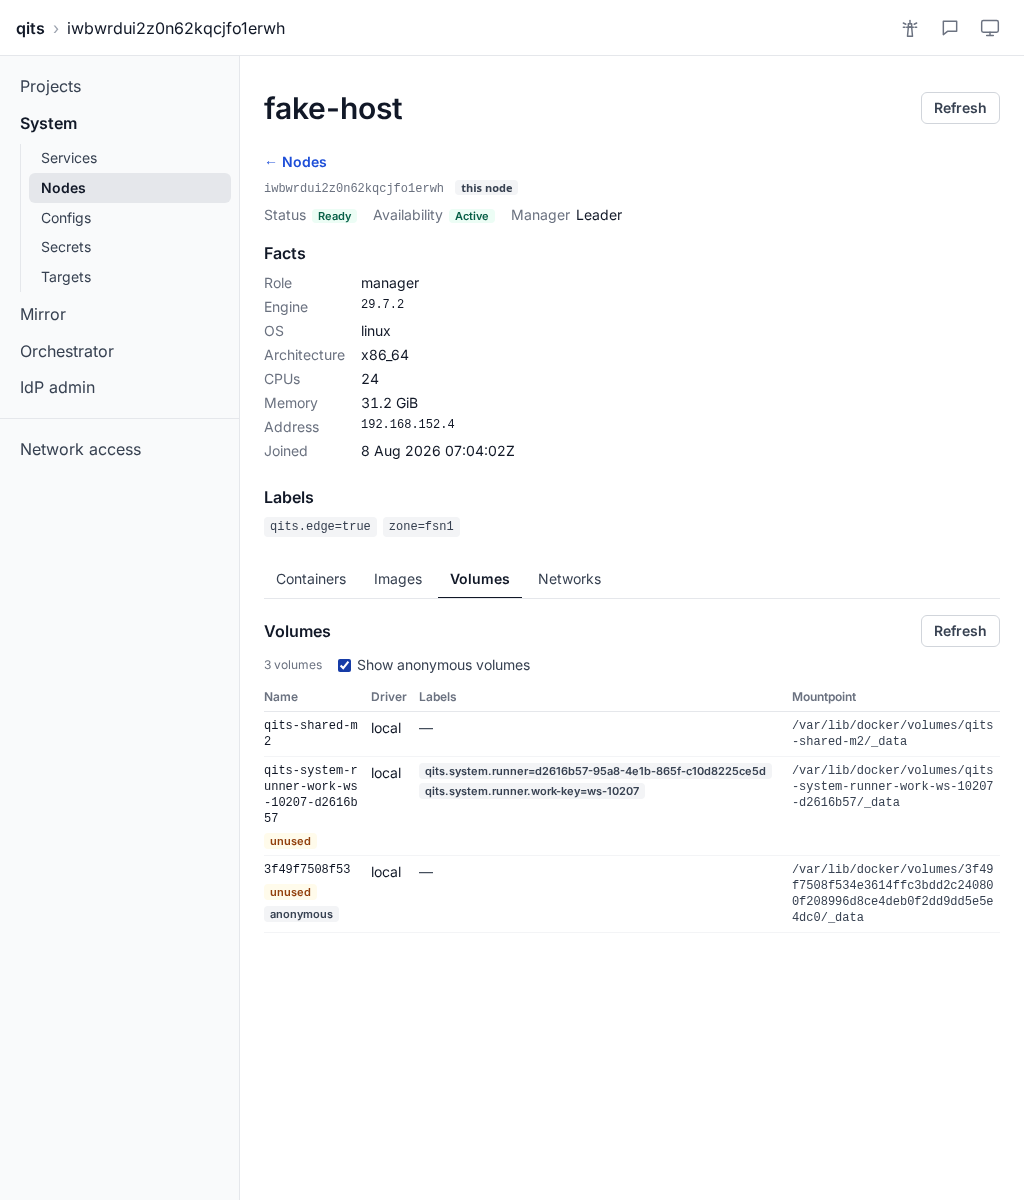 qits › iwbwrdui2z0n62kqcjfo1erwh
Projects
System
Services
Nodes
Configs
Secrets
Targets
Mirror
Orchestrator
IdP admin
Network access
fake-host
Refresh
← Nodes
iwbwrdui2z0n62kqcjfo1erwh this node
Status Ready Availability Active Manager Leader
Facts
Role manager
Engine 29.7.2
OS linux
Architecture x86_64
CPUs 24
Memory 31.2 GiB
Address 192.168.152.4
Joined 8 Aug 2026 07:04:02Z
Labels
qits.edge=true zone=fsn1
Containers Images Volumes Networks
Volumes
Refresh
3 volumes Show anonymous volumes
Name Driver Labels Mountpoint
qits-shared-m
2
local
—
/var/lib/docker/volumes/qits
-shared-m2/_data
qits-system-r
unner-work-ws
-10207-d2616b
57
unused
local
qits.system.runner=d2616b57-95a8-4e1b-865f-c10d8225ce5d
qits.system.runner.work-key=ws-10207
/var/lib/docker/volumes/qits
-system-runner-work-ws-10207
-d2616b57/_data
3f49f7508f53
unused
anonymous
local
—
/var/lib/docker/volumes/3f49
f7508f534e3614ffc3bdd2c24080
0f208996d8ce4deb0f2dd9dd5e5e
4dc0/_data